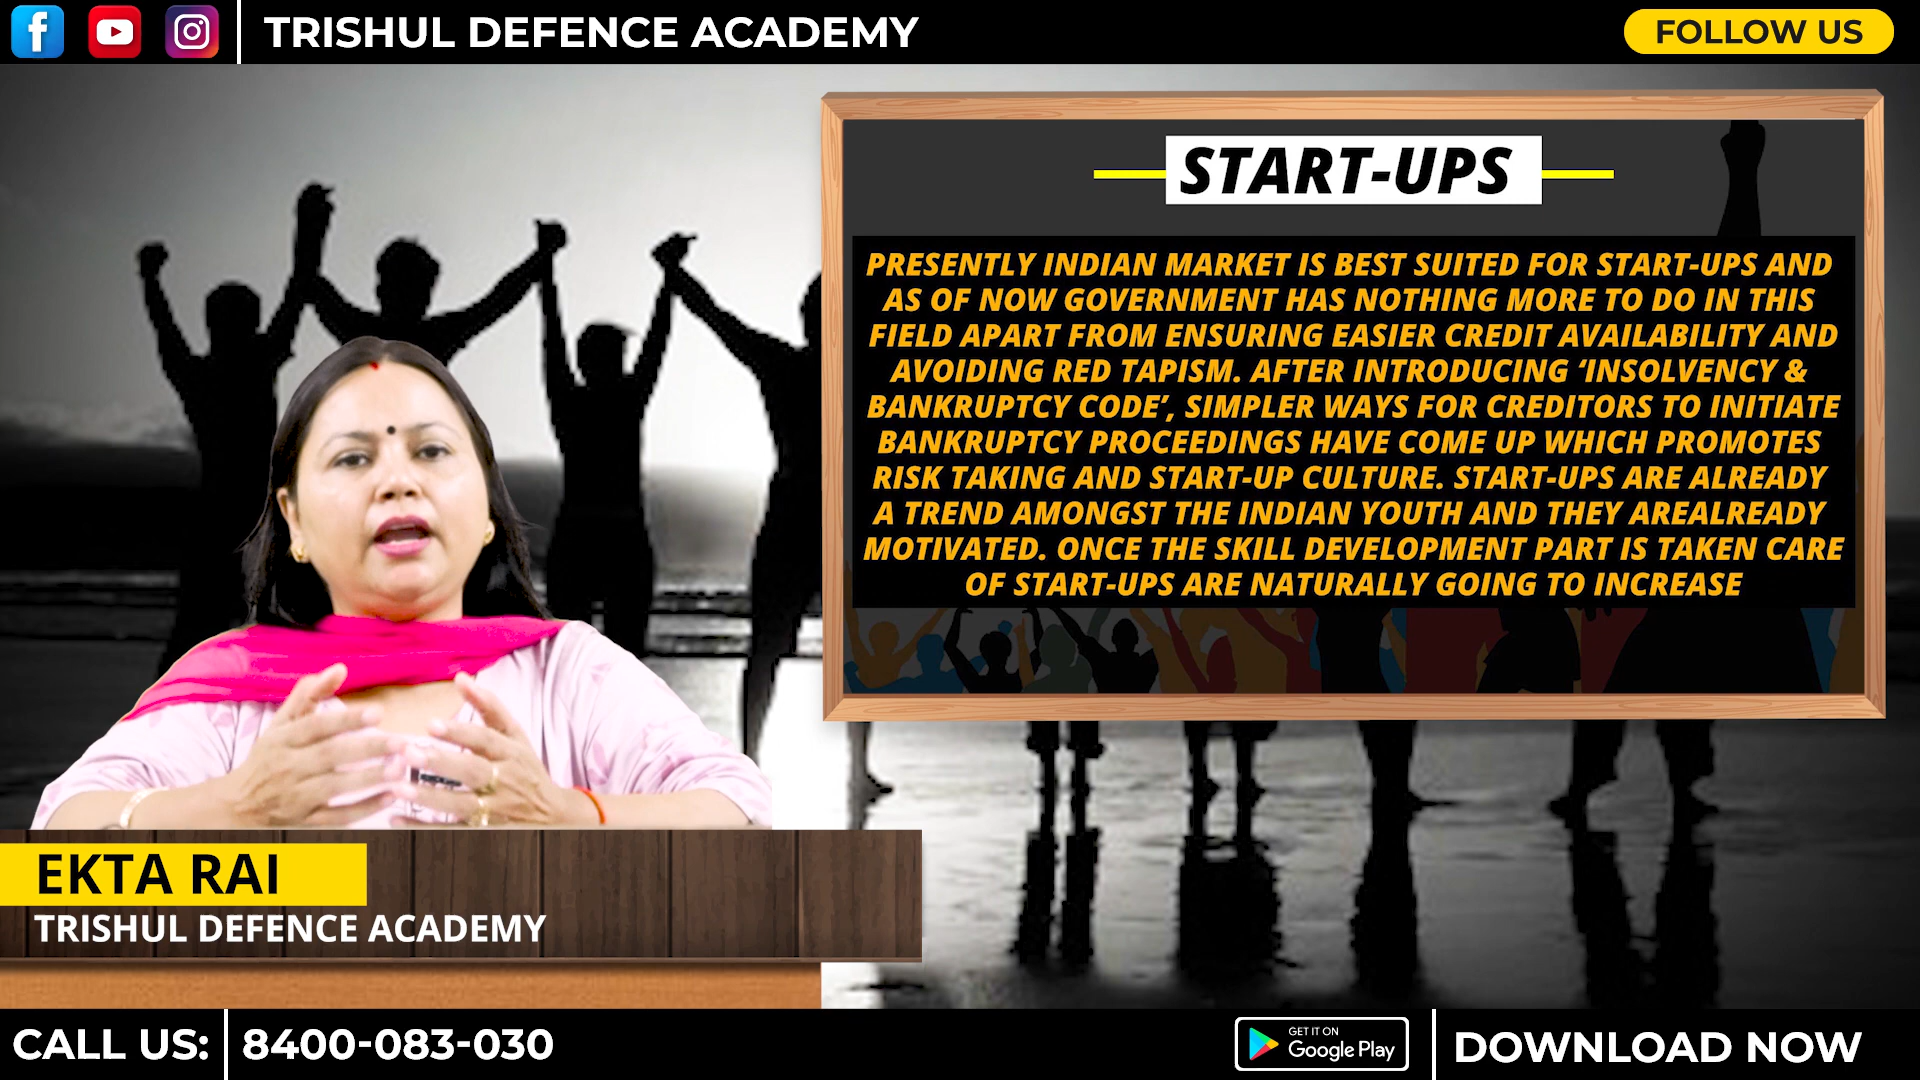 TRISHUL DEFENCE ACADEMY
FOLLOW US
START-UPS
PRESENTLY INDIAN MARKET IS BEST SUITED FOR START-UPS AND
AS OF NOW GOVERNMENT HAS NOTHING MORE TO DO IN THIS
FIELD APART FROM ENSURING EASIER CREDIT AVAILABILITY AND
AVOIDING RED TAPISM. AFTER INTRODUCING ‘INSOLVENCY &
BANKRUPTCY CODE’, SIMPLER WAYS FOR CREDITORS TO INITIATE
BANKRUPTCY PROCEEDINGS HAVE COME UP WHICH PROMOTES
RISK TAKING AND START-UP CULTURE. START-UPS ARE ALREADY
A TREND AMONGST THE INDIAN YOUTH AND THEY AREALREADY
MOTIVATED. ONCE THE SKILL DEVELOPMENT PART IS TAKEN CARE
OF START-UPS ARE NATURALLY GOING TO INCREASE
EKTA RAI
TRISHUL DEFENCE ACADEMY
CALL US: 8400-083-030
GET IT ON
Google Play
DOWNLOAD NOW